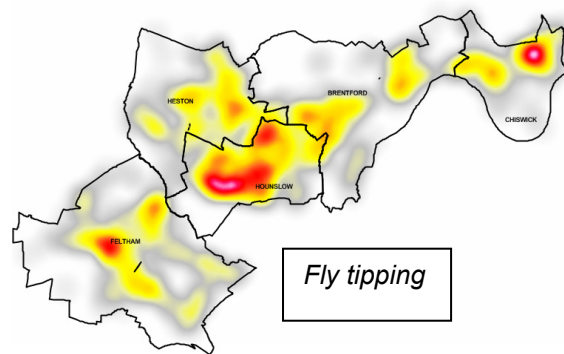 HESTON
BRENTFORD
CHISWICK
HOUNSLOW
FELTHAM
Fly tipping